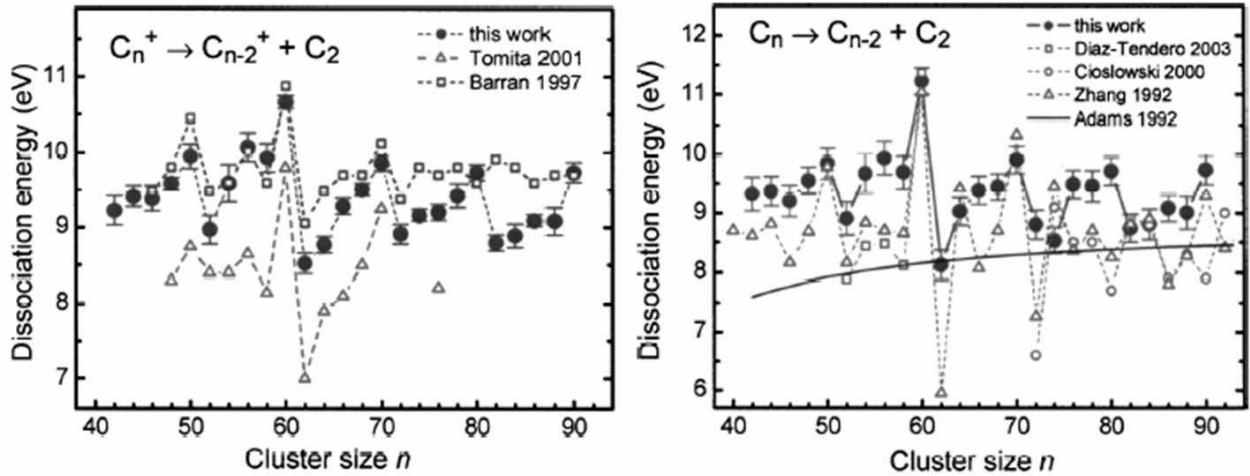 Cn+ → Cn-2+ + C2
this work
Tomita 2001
Barran 1997
Dissociation energy (eV)
11
10
9
8
7
40 50 60 70 80 90
Cluster size n
Cn → Cn-2 + C2
this work
Diaz-Tendero 2003
Cioslowski 2000
Zhang 1992
Adams 1992
Dissociation energy (eV)
12
11
10
9
8
7
6
40 50 60 70 80 90
Cluster size n